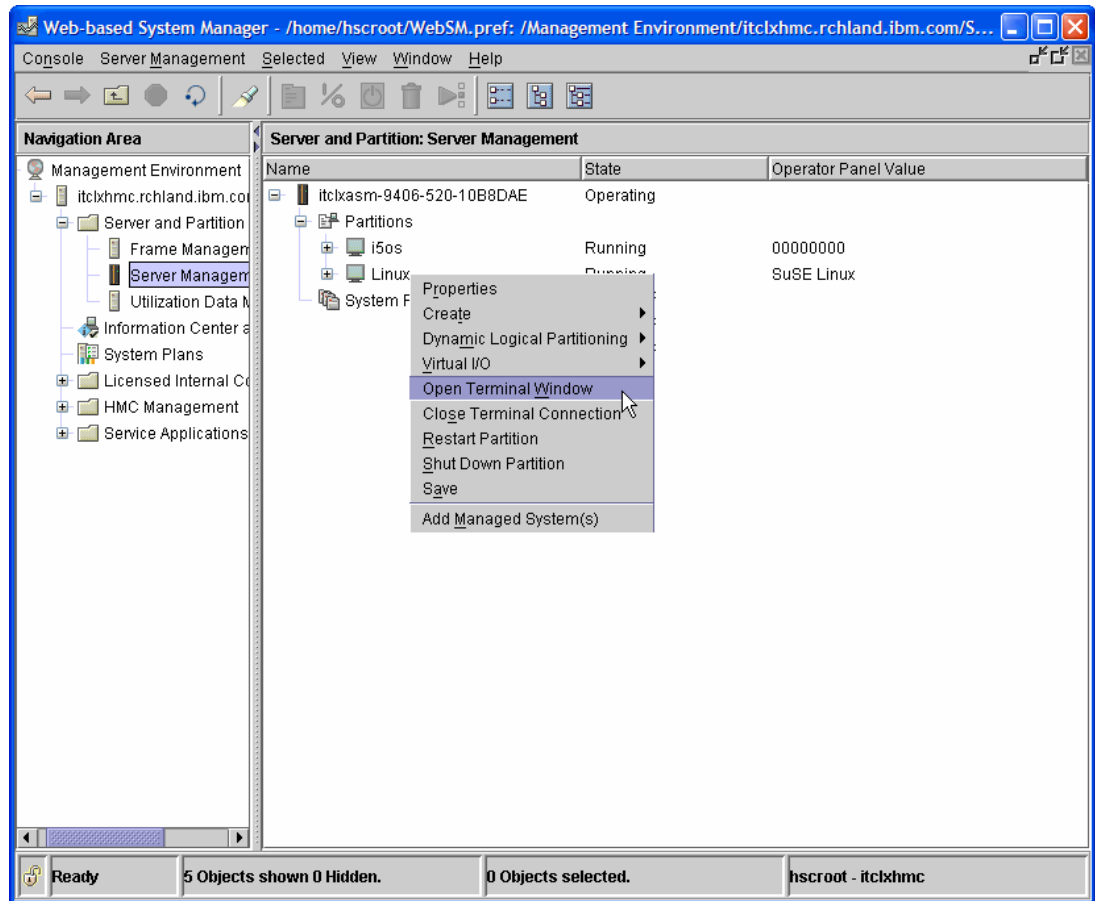 Web-based System Manager - /home/hscroot/WebSM.pref: /Management Environment/itclxhmc.rchland.ibm.com/S...
Console Server Management Selected View Window Help
Navigation Area
Server and Partition: Server Management
Management Environment
itclxhmc.rchland.ibm.co
Server and Partition
Frame Managem
Server Managem
Utilization Data M
Information Center a
System Plans
Licensed Internal Co
HMC Management
Service Applications
Name State Operator Panel Value
itclxasm-9406-520-10B8DAE Operating
Partitions
i5os Running 00000000
Linux Running SuSE Linux
System P
Properties
Create
Dynamic Logical Partitioning
Virtual I/O
Open Terminal Window
Close Terminal Connection
Restart Partition
Shut Down Partition
Save
Add Managed System(s)
Ready 5 Objects shown 0 Hidden. 0 Objects selected. hscroot - itclxhmc